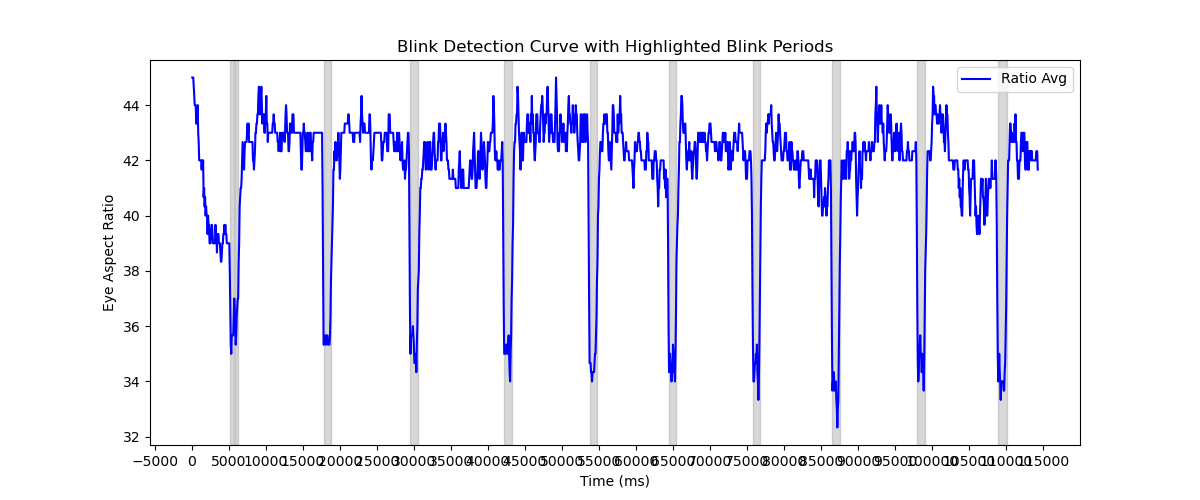 Blink Detection Curve with Highlighted Blink Periods
Ratio Avg
Eye Aspect Ratio
44
42
40
38
36
34
32
−5000 0 5000 10000 15000 20000 25000 30000 35000 40000 45000 50000 55000 60000 65000 70000 75000 80000 85000 90000 95000 100000 105000 110000 115000
Time (ms)